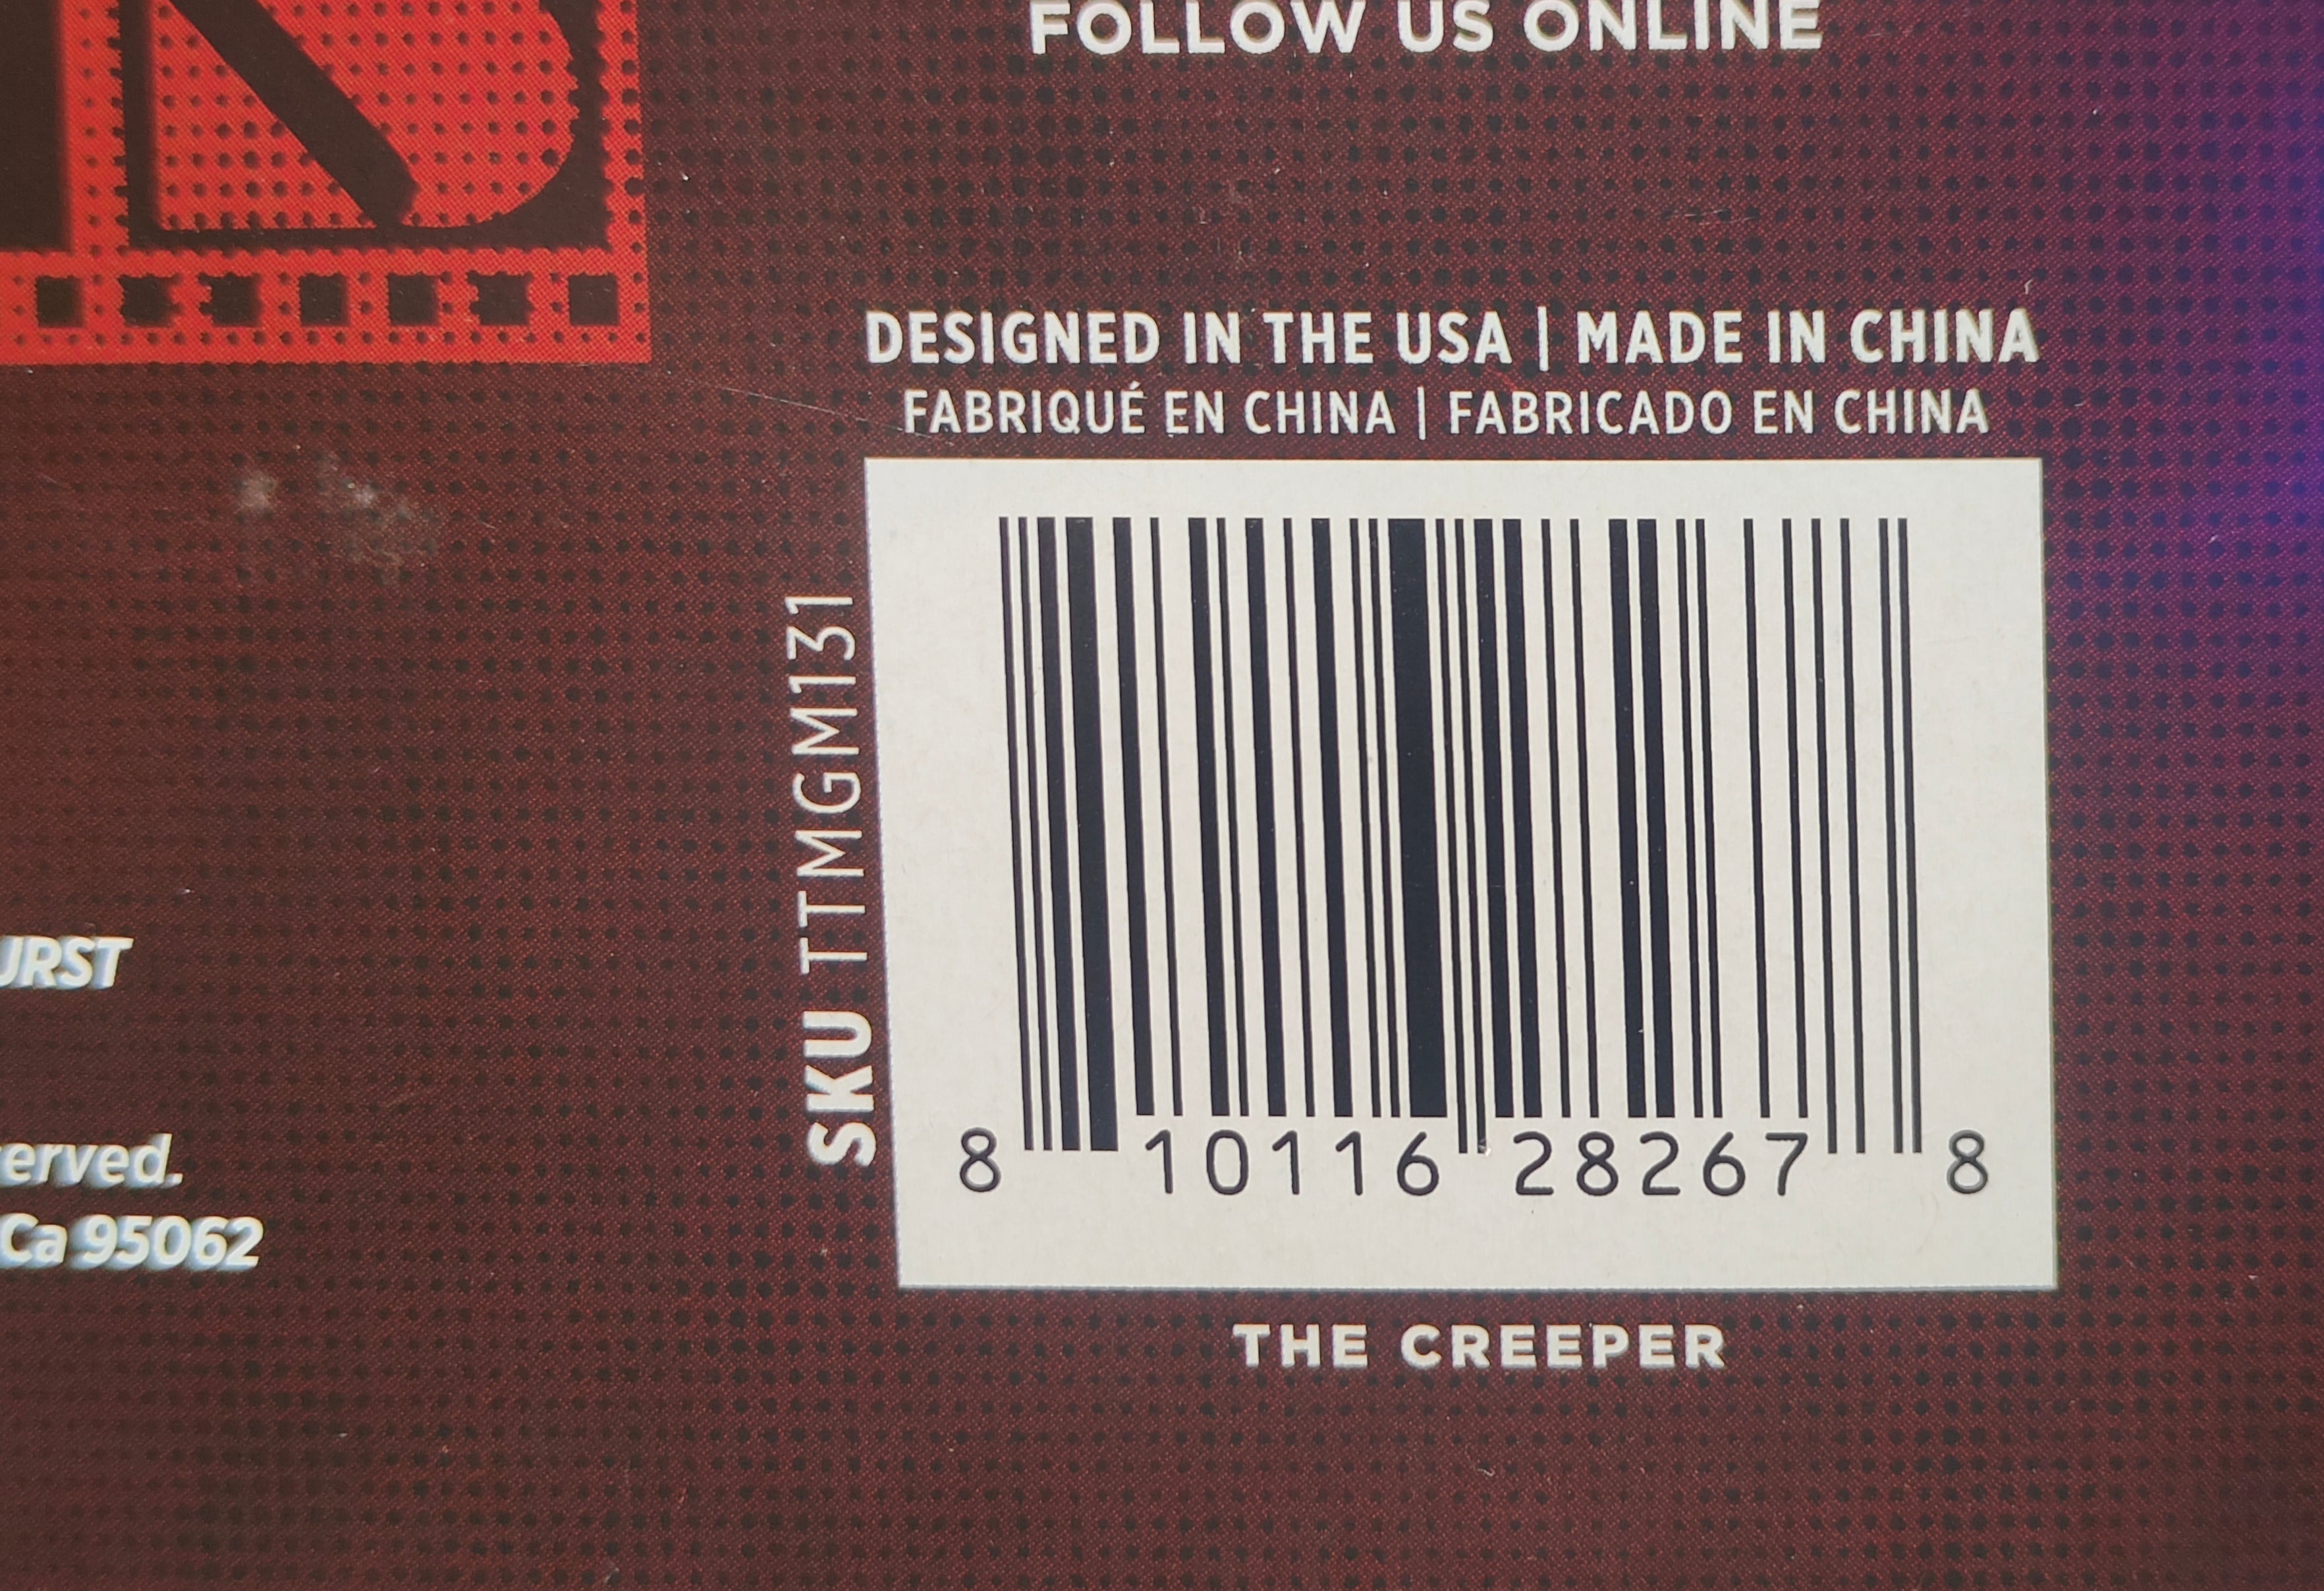 FOLLOW US ONLINE
DESIGNED IN THE USA | MADE IN CHINA
FABRIQUÉ EN CHINA | FABRICADO EN CHINA
SKU TTMGM131
8 10116 28267 8
THE CREEPER
URST
erved.
Ca 95062